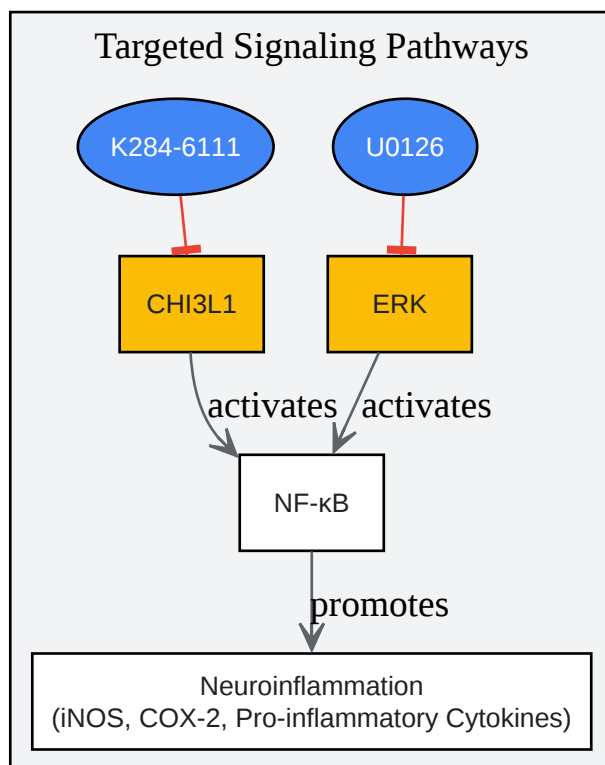 Targeted Signaling Pathways
K284-6111
U0126
CHI3L1
ERK
activates
activates
NF-κB
promotes
Neuroinflammation
(iNOS, COX-2, Pro-inflammatory Cytokines)